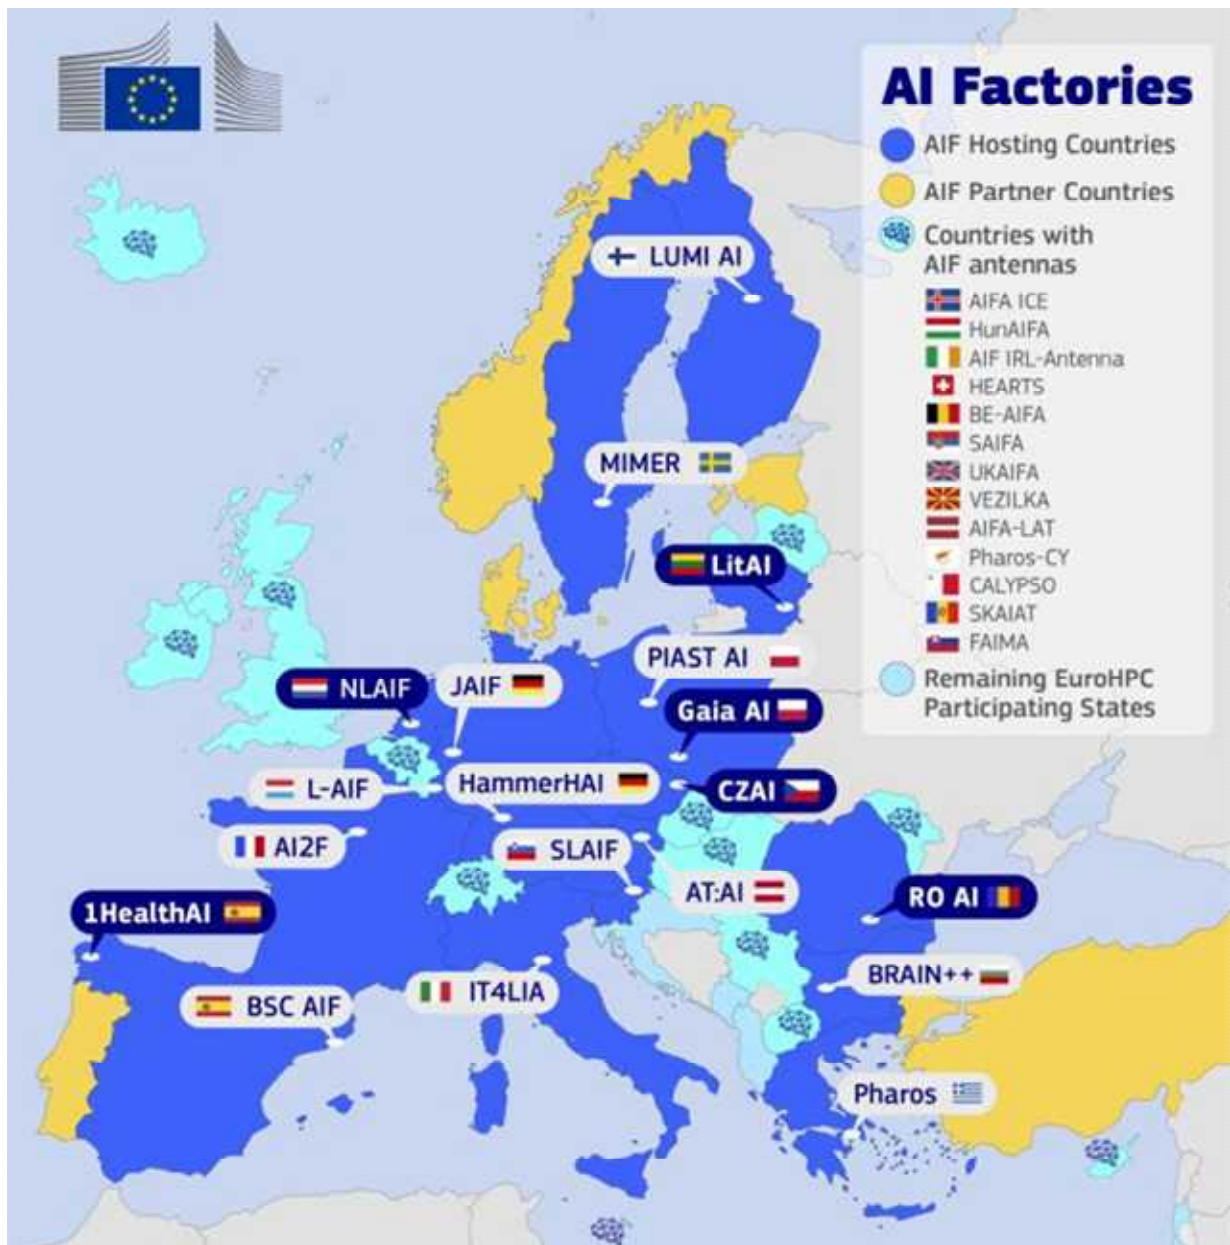 AI Factories
AIF Hosting Countries
AIF Partner Countries
Countries with
AIF antennas
AIFA ICE
HunAIFA
AIF IRL-Antenna
HEARTS
BE-AIFA
SAIFA
UKAIFA
VEZILKA
AIFA-LAT
Pharos-CY
CALYPSO
SKAIAT
FAIMA
Remaining EuroHPC
Participating States
LUMI AI
MIMER
LitAI
PIAST AI
NLAIF
JAIF
Gaia AI
L-AIF
HammerHAI
CZAI
AI2F
SLAIF
AT:AI
RO AI
1HealthAI
BRAIN++
IT4LIA
BSC AIF
Pharos